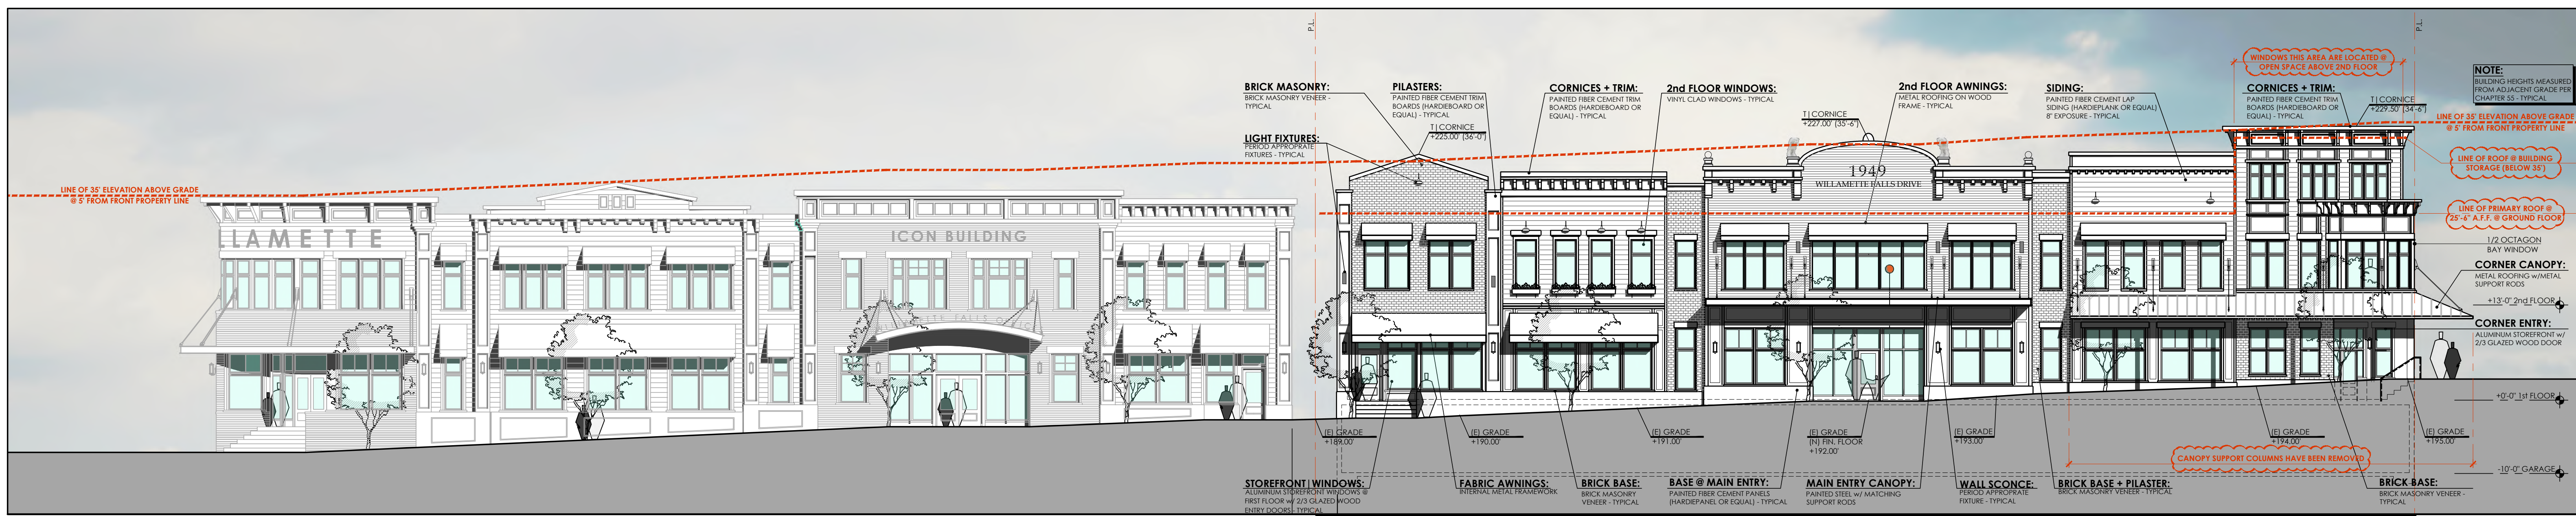 P.L.
P.L.
WINDOWS THIS AREA ARE LOCATED @
OPEN SPACE ABOVE 2ND FLOOR
NOTE:
BUILDING HEIGHTS MEASURED
FROM ADJACENT GRADE PER
CHAPTER 55 - TYPICAL
BRICK MASONRY:
BRICK MASONRY VENEER -
TYPICAL
PILASTERS:
PAINTED FIBER CEMENT TRIM
BOARDS (HARDIEBOARD OR
EQUAL) - TYPICAL
CORNICES + TRIM:
PAINTED FIBER CEMENT TRIM
BOARDS (HARDIEBOARD OR
EQUAL) - TYPICAL
2nd FLOOR WINDOWS:
VINYL CLAD WINDOWS - TYPICAL
2nd FLOOR AWNINGS:
METAL ROOFING ON WOOD
FRAME - TYPICAL
SIDING:
PAINTED FIBER CEMENT LAP
SIDING (HARDIEPLANK OR EQUAL)
8" EXPOSURE - TYPICAL
CORNICES + TRIM:
PAINTED FIBER CEMENT TRIM
BOARDS (HARDIEBOARD OR
EQUAL) - TYPICAL
T|CORNICE
+229.50' (34'-6")
T|CORNICE
+225.00' (36'-0")
T|CORNICE
+227.00' (35'-6")
LIGHT FIXTURES:
PERIOD APPROPRATE
FIXTURES - TYPICAL
LINE OF 35' ELEVATION ABOVE GRADE
@ 5' FROM FRONT PROPERTY LINE
LINE OF ROOF @ BUILDING
STORAGE (BELOW 35')
LINE OF 35' ELEVATION ABOVE GRADE
@ 5' FROM FRONT PROPERTY LINE
1949
WILLAMETTE FALLS DRIVE
LINE OF PRIMARY ROOF @
25'-6" A.F.F. @ GROUND FLOOR
LLAMETTE
ICON BUILDING
1/2 OCTAGON
BAY WINDOW
CORNER CANOPY:
METAL ROOFING w/METAL
SUPPORT RODS
+13'-0" 2nd FLOOR
CORNER ENTRY:
ALUMINUM STOREFRONT w/
2/3 GLAZED WOOD DOOR
+0'-0" 1st FLOOR
(E) GRADE
+189.00'
(E) GRADE
+190.00'
(E) GRADE
+191.00'
(E) GRADE
(N) FIN. FLOOR
+192.00'
(E) GRADE
+193.00'
(E) GRADE
+194.00'
(E) GRADE
+195.00'
CANOPY SUPPORT COLUMNS HAVE BEEN REMOVED
-10'-0" GARAGE
STOREFRONT|WINDOWS:
ALUMINUM STOREFRONT WINDOWS @
FIRST FLOOR w/ 2/3 GLAZED WOOD
ENTRY DOORS - TYPICAL
FABRIC AWNINGS:
INTERNAL METAL FRAMEWORK
BRICK BASE:
BRICK MASONRY
VENEER - TYPICAL
BASE @ MAIN ENTRY:
PAINTED FIBER CEMENT PANELS
(HARDIEPANEL OR EQUAL) - TYPICAL
MAIN ENTRY CANOPY:
PAINTED STEEL w/ MATCHING
SUPPORT RODS
WALL SCONCE:
PERIOD APPROPRATE
FIXTURE - TYPICAL
BRICK BASE + PILASTER:
BRICK MASONRY VENEER - TYPICAL
BRICK BASE:
BRICK MASONRY VENEER -
TYPICAL